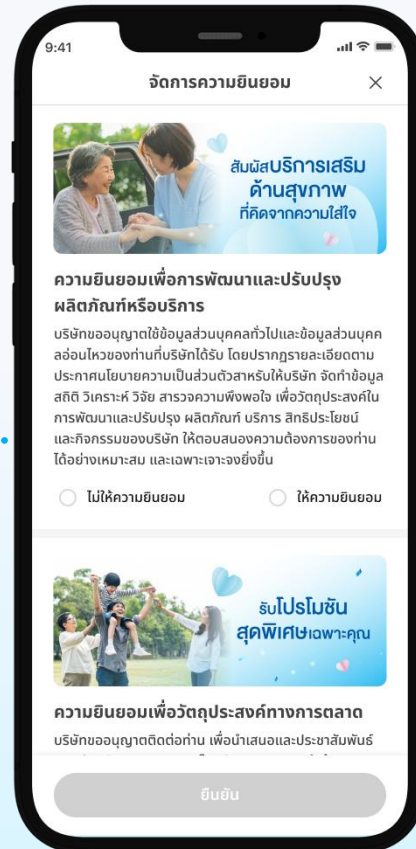 9:41
จัดการความยินยอม
สัมผัสบริการเสริม
ด้านสุขภาพ
ที่คิดจากความใส่ใจ
ความยินยอมเพื่อการพัฒนาและปรับปรุง
ผลิตภัณฑ์หรือบริการ
บริษัทขออนุญาตใช้ข้อมูลส่วนบุคคลทั่วไปและข้อมูลส่วนบุคค
ลอ่อนไหวของท่านที่บริษัทได้รับ โดยปรากฏรายละเอียดตาม
ประกาศนโยบายความเป็นส่วนตัวสาหรับให้บริษัท จัดทำข้อมูล
สถิติ วิเคราะห์ วิจัย สารวจความพึงพอใจ เพื่อวัตถุประสงค์ใน
การพัฒนาและปรับปรุง ผลิตภัณฑ์ บริการ สิทธิประโยชน์
และกิจกรรมของบริษัท ให้ตอบสนองความต้องการของท่าน
ได้อย่างเหมาะสม และเฉพาะเจาะจงยิ่งขึ้น
ไม่ให้ความยินยอม ให้ความยินยอม
รับโปรโมชัน
สุดพิเศษเฉพาะคุณ
ความยินยอมเพื่อวัตถุประสงค์ทางการตลาด
บริษัทขออนุญาตติดต่อท่าน เพื่อนำเสนอและประชาสัมพันธ์
ยืนยัน